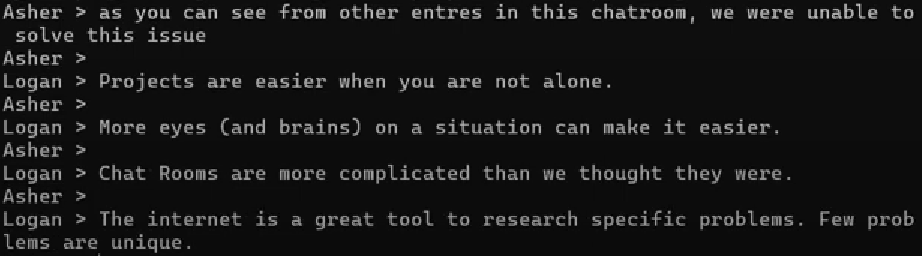 Asher > as you can see from other entres in this chatroom, we were unable to
 solve this issue
Asher >
Logan > Projects are easier when you are not alone.
Asher >
Logan > More eyes (and brains) on a situation can make it easier.
Asher >
Logan > Chat Rooms are more complicated than we thought they were.
Asher >
Logan > The internet is a great tool to research specific problems. Few prob
lems are unique.